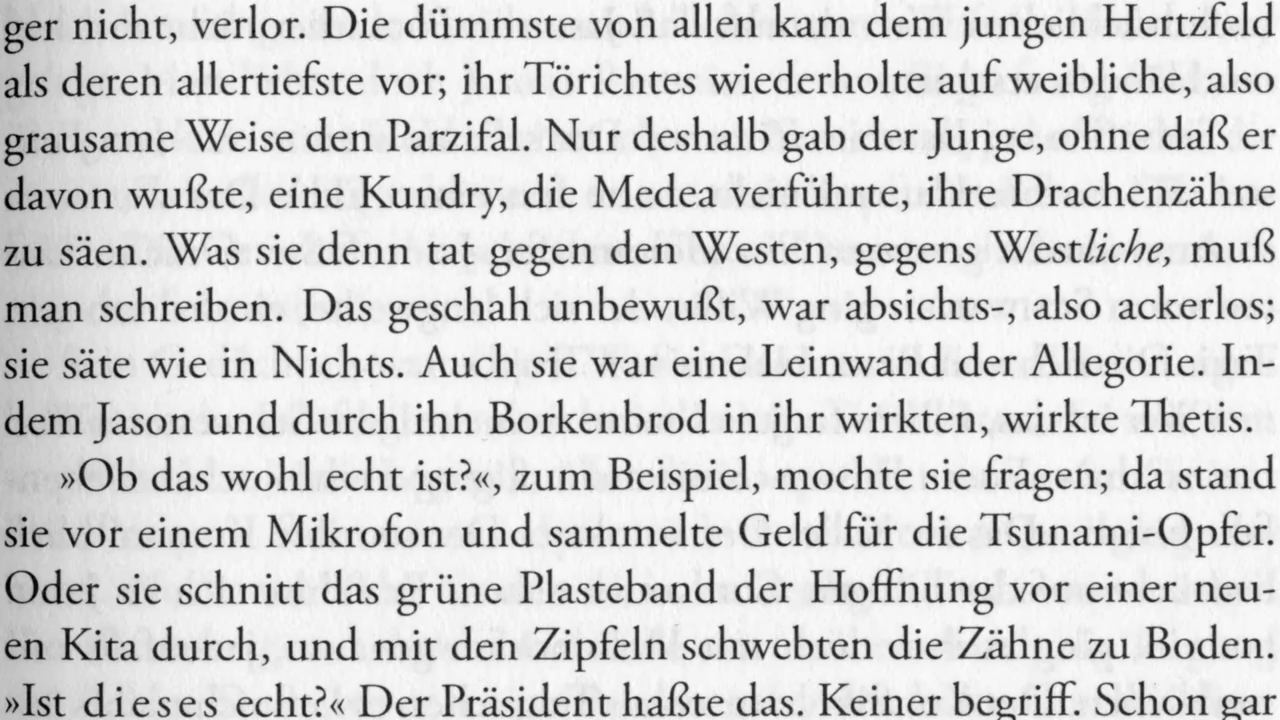 ger nicht, verlor. Die dümmste von allen kam dem jungen Hertzfeld
als deren allertiefste vor; ihr Törichtes wiederholte auf weibliche, also
grausame Weise den Parzifal. Nur deshalb gab der Junge, ohne daß er
davon wußte, eine Kundry, die Medea verführte, ihre Drachenzähne
zu säen. Was sie denn tat gegen den Westen, gegens Westliche, muß
man schreiben. Das geschah unbewußt, war absichts-, also ackerlos;
sie säte wie in Nichts. Auch sie war eine Leinwand der Allegorie. In-
dem Jason und durch ihn Borkenbrod in ihr wirkten, wirkte Thetis.
»Ob das wohl echt ist?«, zum Beispiel, mochte sie fragen; da stand
sie vor einem Mikrofon und sammelte Geld für die Tsunami-Opfer.
Oder sie schnitt das grüne Plasteband der Hoffnung vor einer neu-
en Kita durch, und mit den Zipfeln schwebten die Zähne zu Boden.
»Ist dieses echt?« Der Präsident haßte das. Keiner begriff. Schon gar